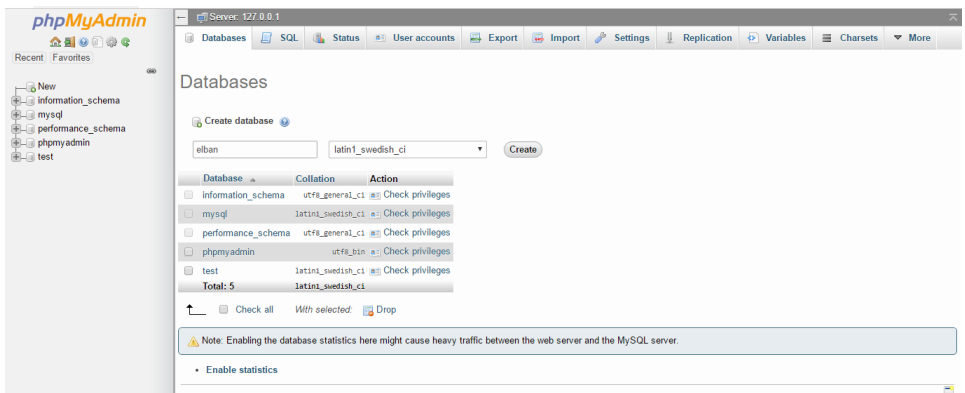 phpMyAdmin
Recent Favorites
New
information_schema
mysql
performance_schema
phpmyadmin
test
Server: 127.0.0.1
Databases SQL Status User accounts Export Import Settings Replication Variables Charsets More
Databases
Create database
elban latin1_swedish_ci Create
Database Collation Action
information_schema utf8_general_ci Check privileges
mysql latin1_swedish_ci Check privileges
performance_schema utf8_general_ci Check privileges
phpmyadmin utf8_bin Check privileges
test latin1_swedish_ci Check privileges
Total: 5 latin1_swedish_ci
Check all With selected: Drop
Note: Enabling the database statistics here might cause heavy traffic between the web server and the MySQL server.
Enable statistics